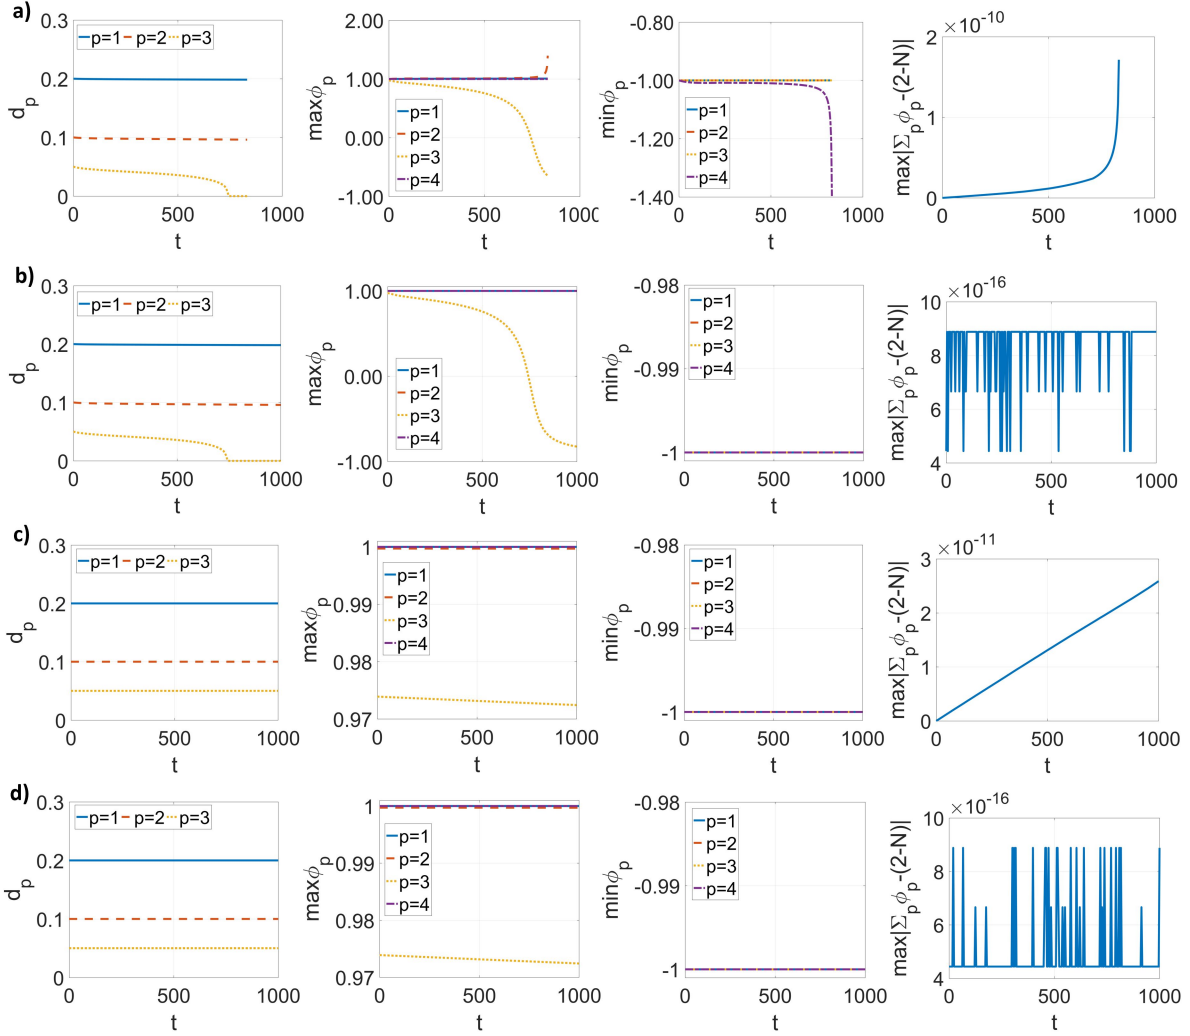 a)
0.3
0.2
0.1
0
p=1 p=2 p=3
d_p
0 500 1000
t
2.00
1.00
0.00
-1.00
maxϕ_p
p=1
p=2
p=3
p=4
0 500 1000
t
-0.80
-1.00
-1.20
-1.40
minϕ_p
p=1
p=2
p=3
p=4
0 500 1000
t
×10^-10
2
1
0
max|Σ_pϕ_p-(2-N)|
0 500 1000
t
b)
0.3
0.2
0.1
0
p=1 p=2 p=3
d_p
0 500 1000
t
1.00
0.00
-1.00
maxϕ_p
p=1
p=2
p=3
p=4
0 500 1000
t
-0.98
-0.99
-1
minϕ_p
p=1
p=2
p=3
p=4
0 500 1000
t
×10^-16
10
8
6
4
max|Σ_pϕ_p-(2-N)|
0 500 1000
t
c)
0.3
0.2
0.1
0
p=1 p=2 p=3
d_p
0 500 1000
t
1
0.99
0.98
0.97
maxϕ_p
p=1
p=2
p=3
p=4
0 500 1000
t
-0.98
-0.99
-1
minϕ_p
p=1
p=2
p=3
p=4
0 500 1000
t
×10^-11
3
2
1
0
max|Σ_pϕ_p-(2-N)|
0 500 1000
t
d)
0.3
0.2
0.1
0
p=1 p=2 p=3
d_p
0 500 1000
t
1
0.99
0.98
0.97
maxϕ_p
p=1
p=2
p=3
p=4
0 500 1000
t
-0.98
-0.99
-1
minϕ_p
p=1
p=2
p=3
p=4
0 500 1000
t
×10^-16
10
8
6
4
max|Σ_pϕ_p-(2-N)|
0 500 1000
t